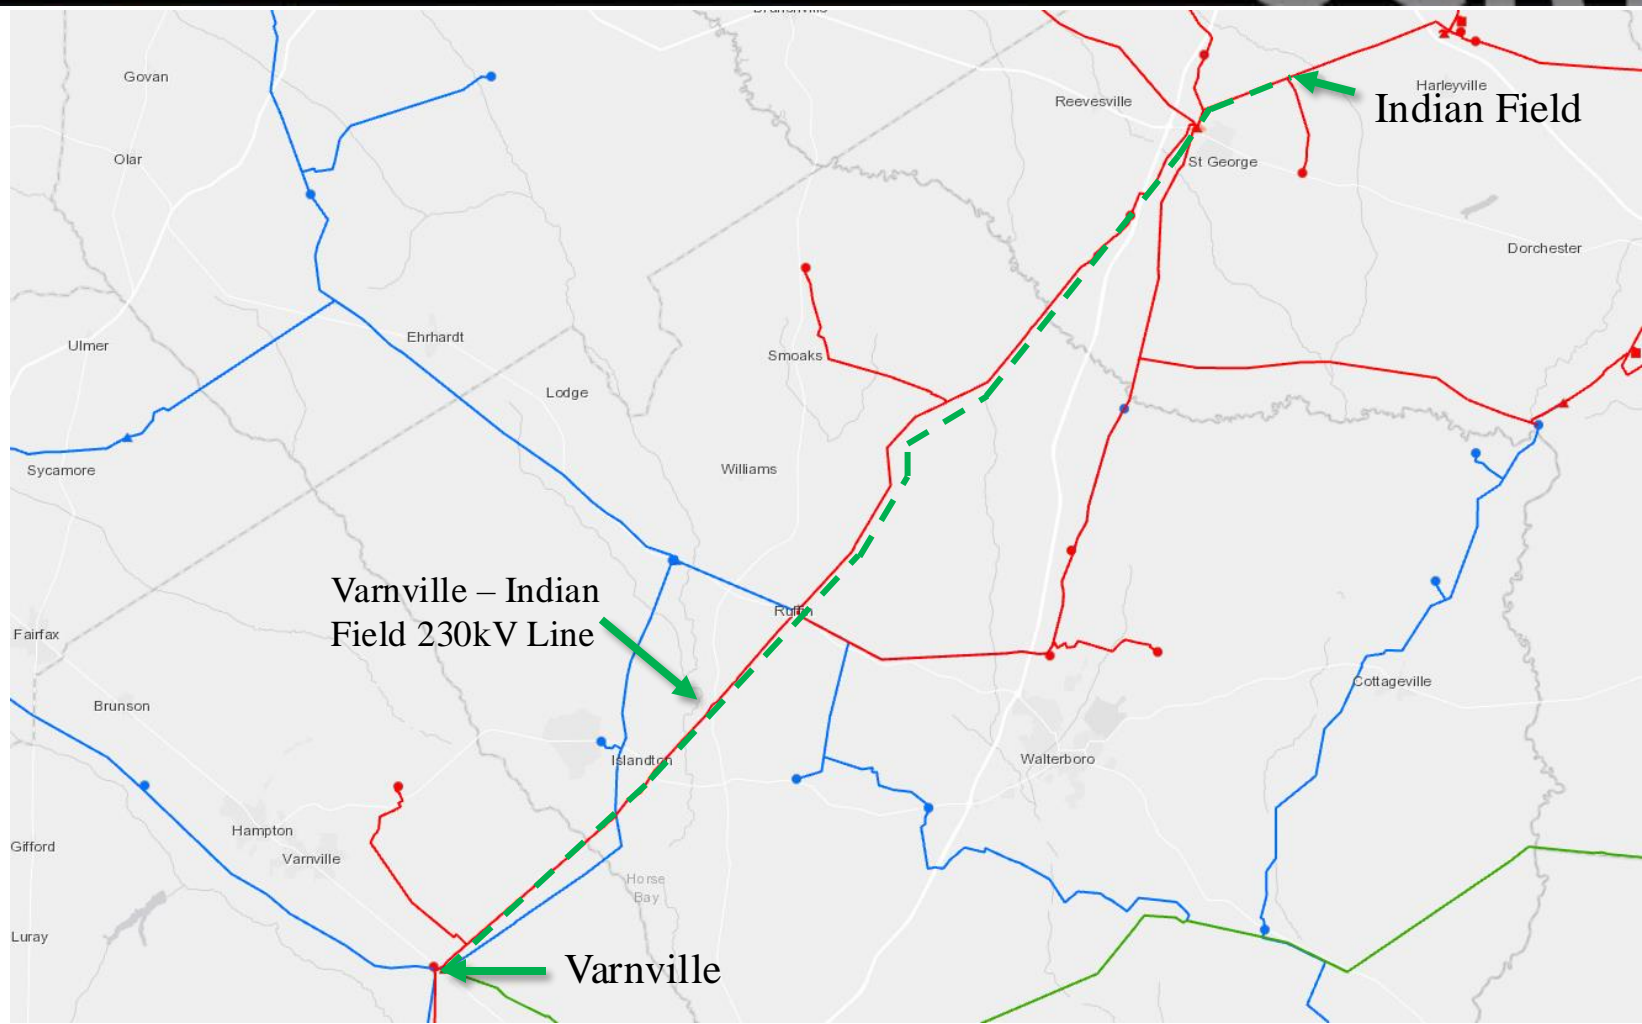 Govan
Harleyville
Reevesville
Indian Field
Olar
St George
Dorchester
Ulmer
Ehrhardt
Smoaks
Lodge
Sycamore
Williams
Varnville – Indian
Field 230kV Line
Ruffin
Fairfax
Cottageville
Brunson
Islandton
Walterboro
Hampton
Gifford
Varnville
Horse
Bay
Luray
Varnville